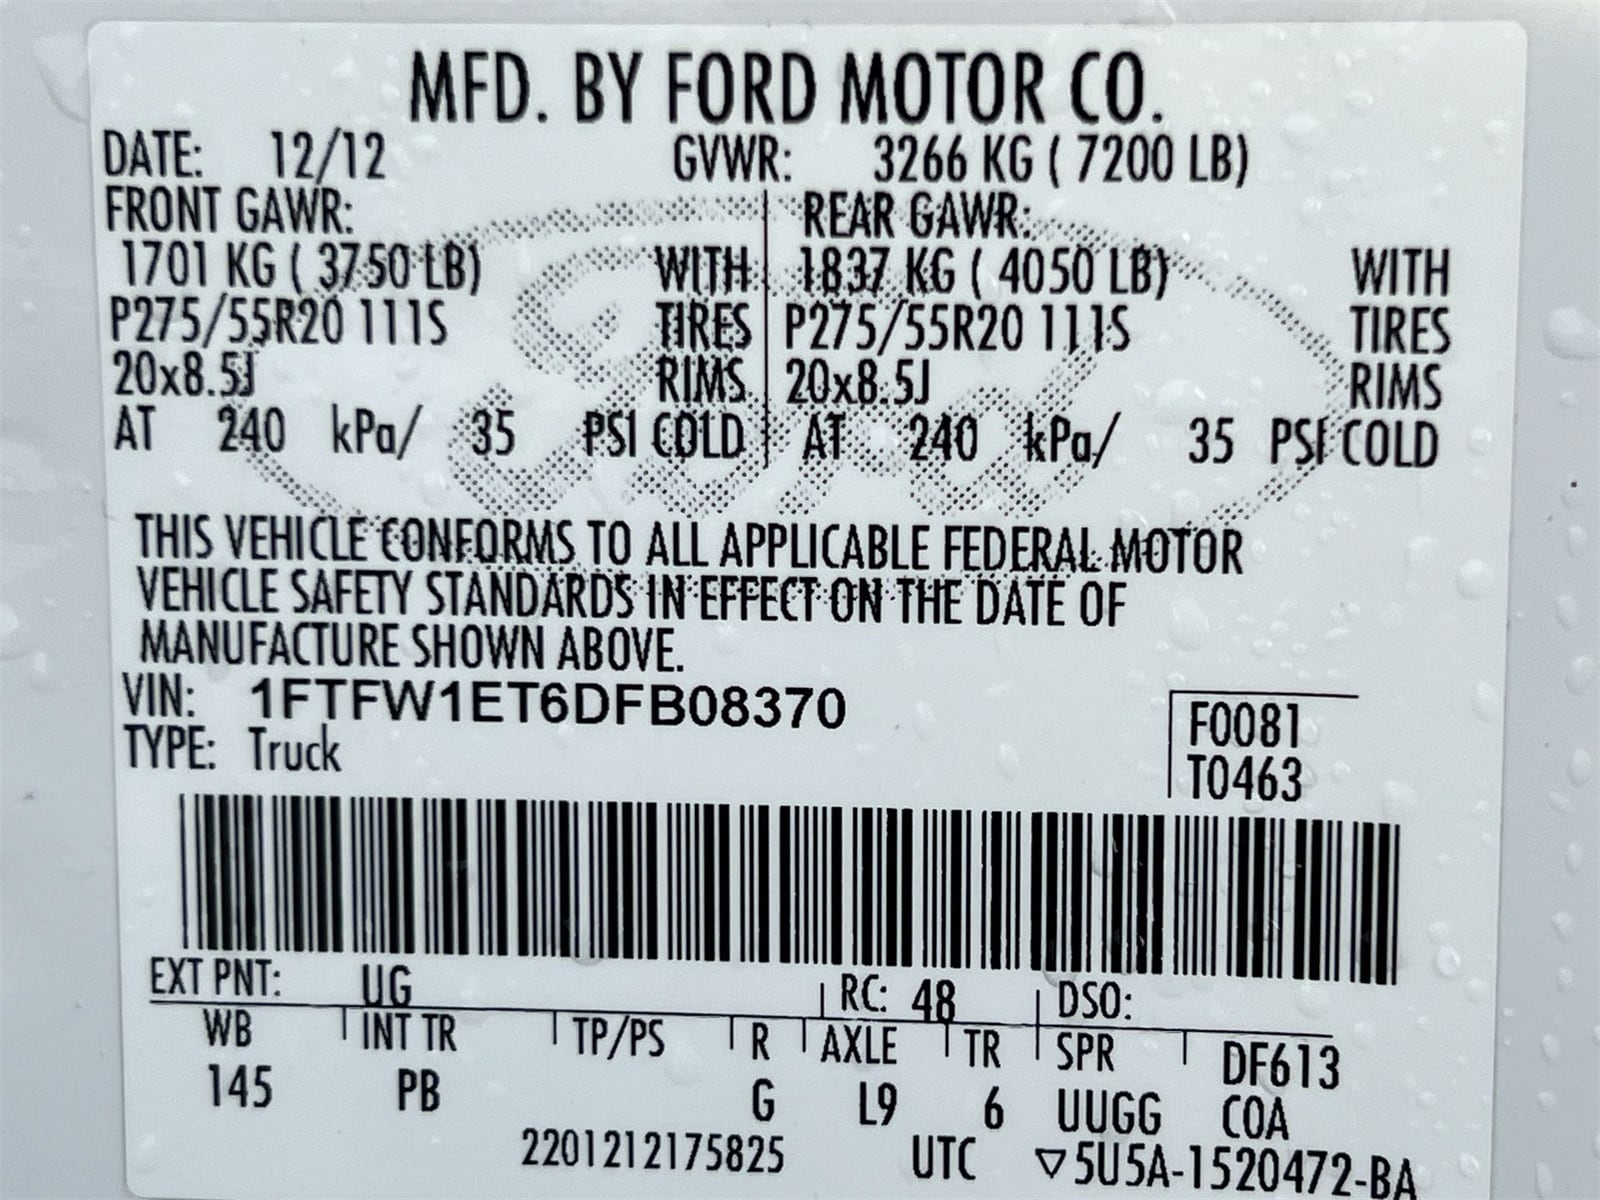 MFD. BY FORD MOTOR CO.
DATE: 12/12 GVWR: 3266 KG ( 7200 LB)
FRONT GAWR: REAR GAWR:
1701 KG ( 3750 LB) WITH 1837 KG ( 4050 LB) WITH
P275/55R20 111S TIRES P275/55R20 111S TIRES
20x8.5J RIMS 20x8.5J RIMS
AT 240 kPa/ 35 PSI COLD AT 240 kPa/ 35 PSI COLD
Ford
THIS VEHICLE CONFORMS TO ALL APPLICABLE FEDERAL MOTOR
VEHICLE SAFETY STANDARDS IN EFFECT ON THE DATE OF
MANUFACTURE SHOWN ABOVE.
VIN: 1FTFW1ET6DFB08370
TYPE: Truck
F0081
T0463
EXT PNT: UG RC: 48 DSO:
WB INT TR TP/PS R AXLE TR SPR DF613
145 PB G L9 6 UUGG COA
2201212175825 UTC ▽5U5A-1520472-BA